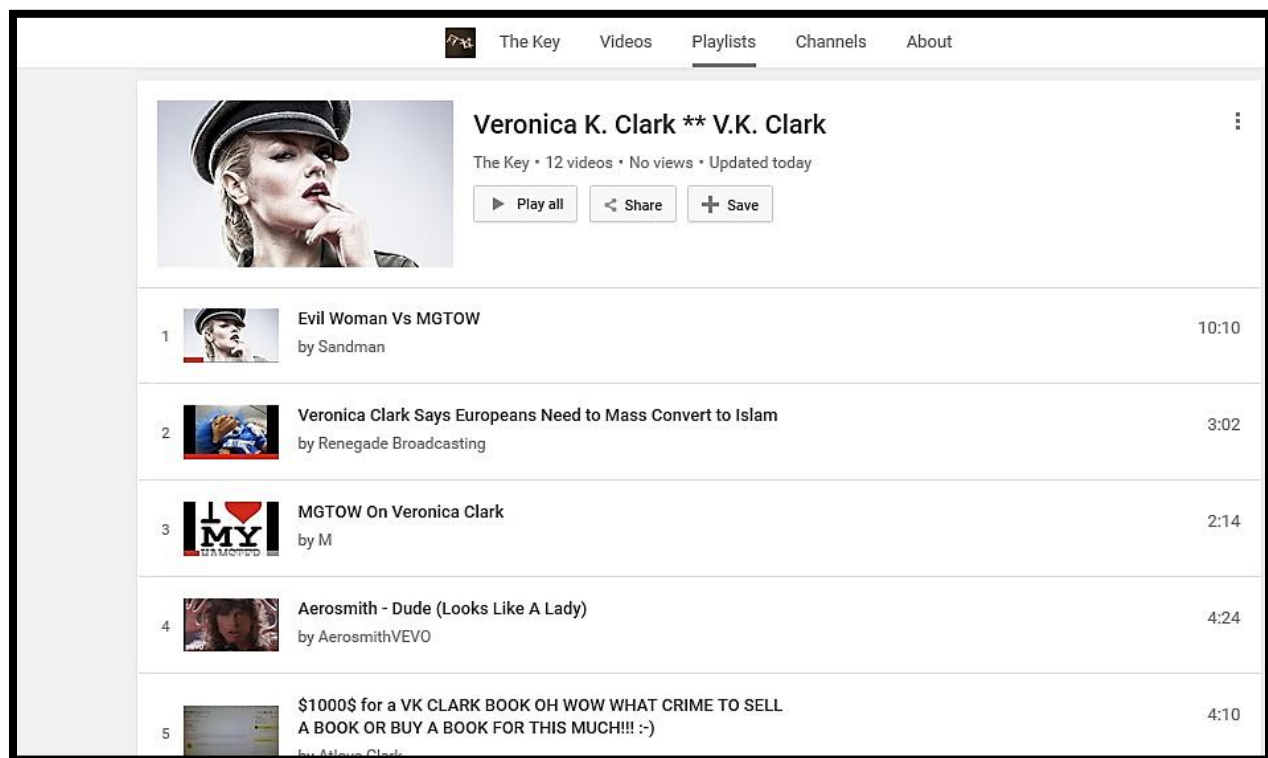 The Key Videos Playlists Channels About
Veronica K. Clark ** V.K. Clark
The Key • 12 videos • No views • Updated today
Play all Share Save
1
Evil Woman Vs MGTOW
by Sandman
10:10
2
Veronica Clark Says Europeans Need to Mass Convert to Islam
by Renegade Broadcasting
3:02
3
I
MY
HAMSTER
MGTOW On Veronica Clark
by M
2:14
4
Aerosmith - Dude (Looks Like A Lady)
by AerosmithVEVO
4:24
5
$1000$ for a VK CLARK BOOK OH WOW WHAT CRIME TO SELL
A BOOK OR BUY A BOOK FOR THIS MUCH!!! :-)
4:10
by Clark